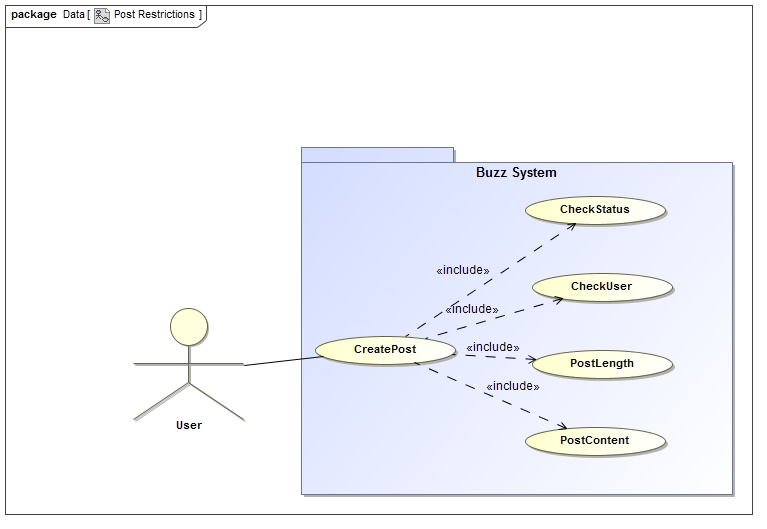 package Data [ Post Restrictions ]
Buzz System
CheckStatus
«include»
CheckUser
«include»
CreatePost
«include»
PostLength
«include»
User
PostContent